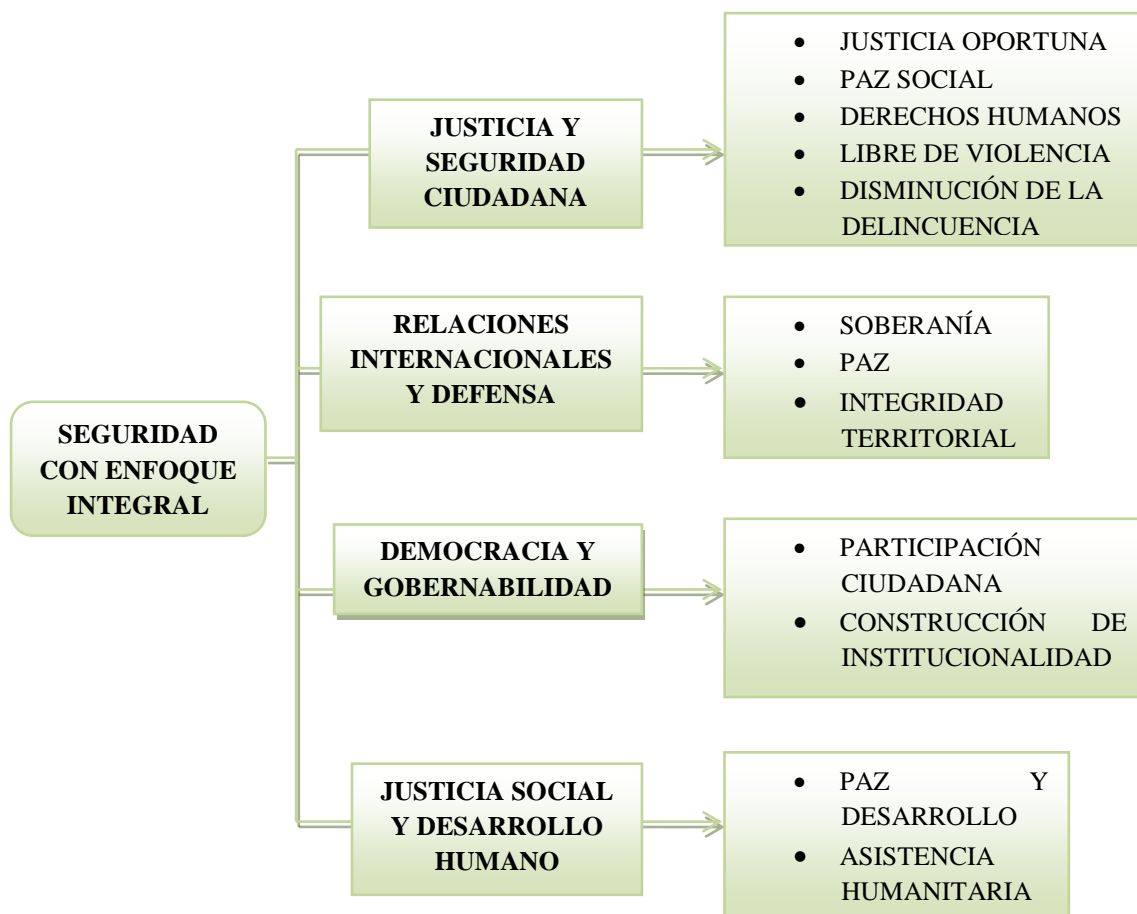 SEGURIDAD
CON ENFOQUE
INTEGRAL
JUSTICIA Y
SEGURIDAD
CIUDADANA
• JUSTICIA OPORTUNA
• PAZ SOCIAL
• DERECHOS HUMANOS
• LIBRE DE VIOLENCIA
• DISMINUCIÓN DE LA
DELINCUENCIA
RELACIONES
INTERNACIONALES
Y DEFENSA
• SOBERANÍA
• PAZ
• INTEGRIDAD
TERRITORIAL
DEMOCRACIA Y
GOBERNABILIDAD
• PARTICIPACIÓN
CIUDADANA
• CONSTRUCCIÓN DE
INSTITUCIONALIDAD
JUSTICIA SOCIAL
Y DESARROLLO
HUMANO
• PAZ Y
DESARROLLO
• ASISTENCIA
HUMANITARIA